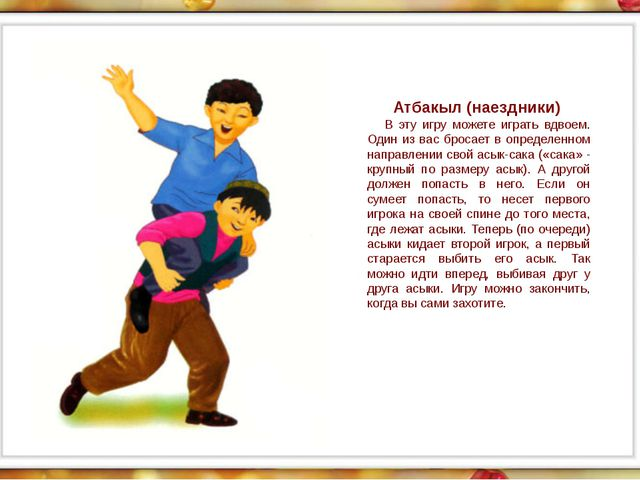 Атбакыл (наездники)
В эту игру можете играть вдвоем.
Один из вас бросает в определенном
направлении свой асык-сака («сака» -
крупный по размеру асык). А другой
должен попасть в него. Если он
сумеет попасть, то несет первого
игрока на своей спине до того места,
где лежат асыки. Теперь (по очереди)
асыки кидает второй игрок, а первый
старается выбить его асык. Так
можно идти вперед, выбивая друг у
друга асыки. Игру можно закончить,
когда вы сами захотите.